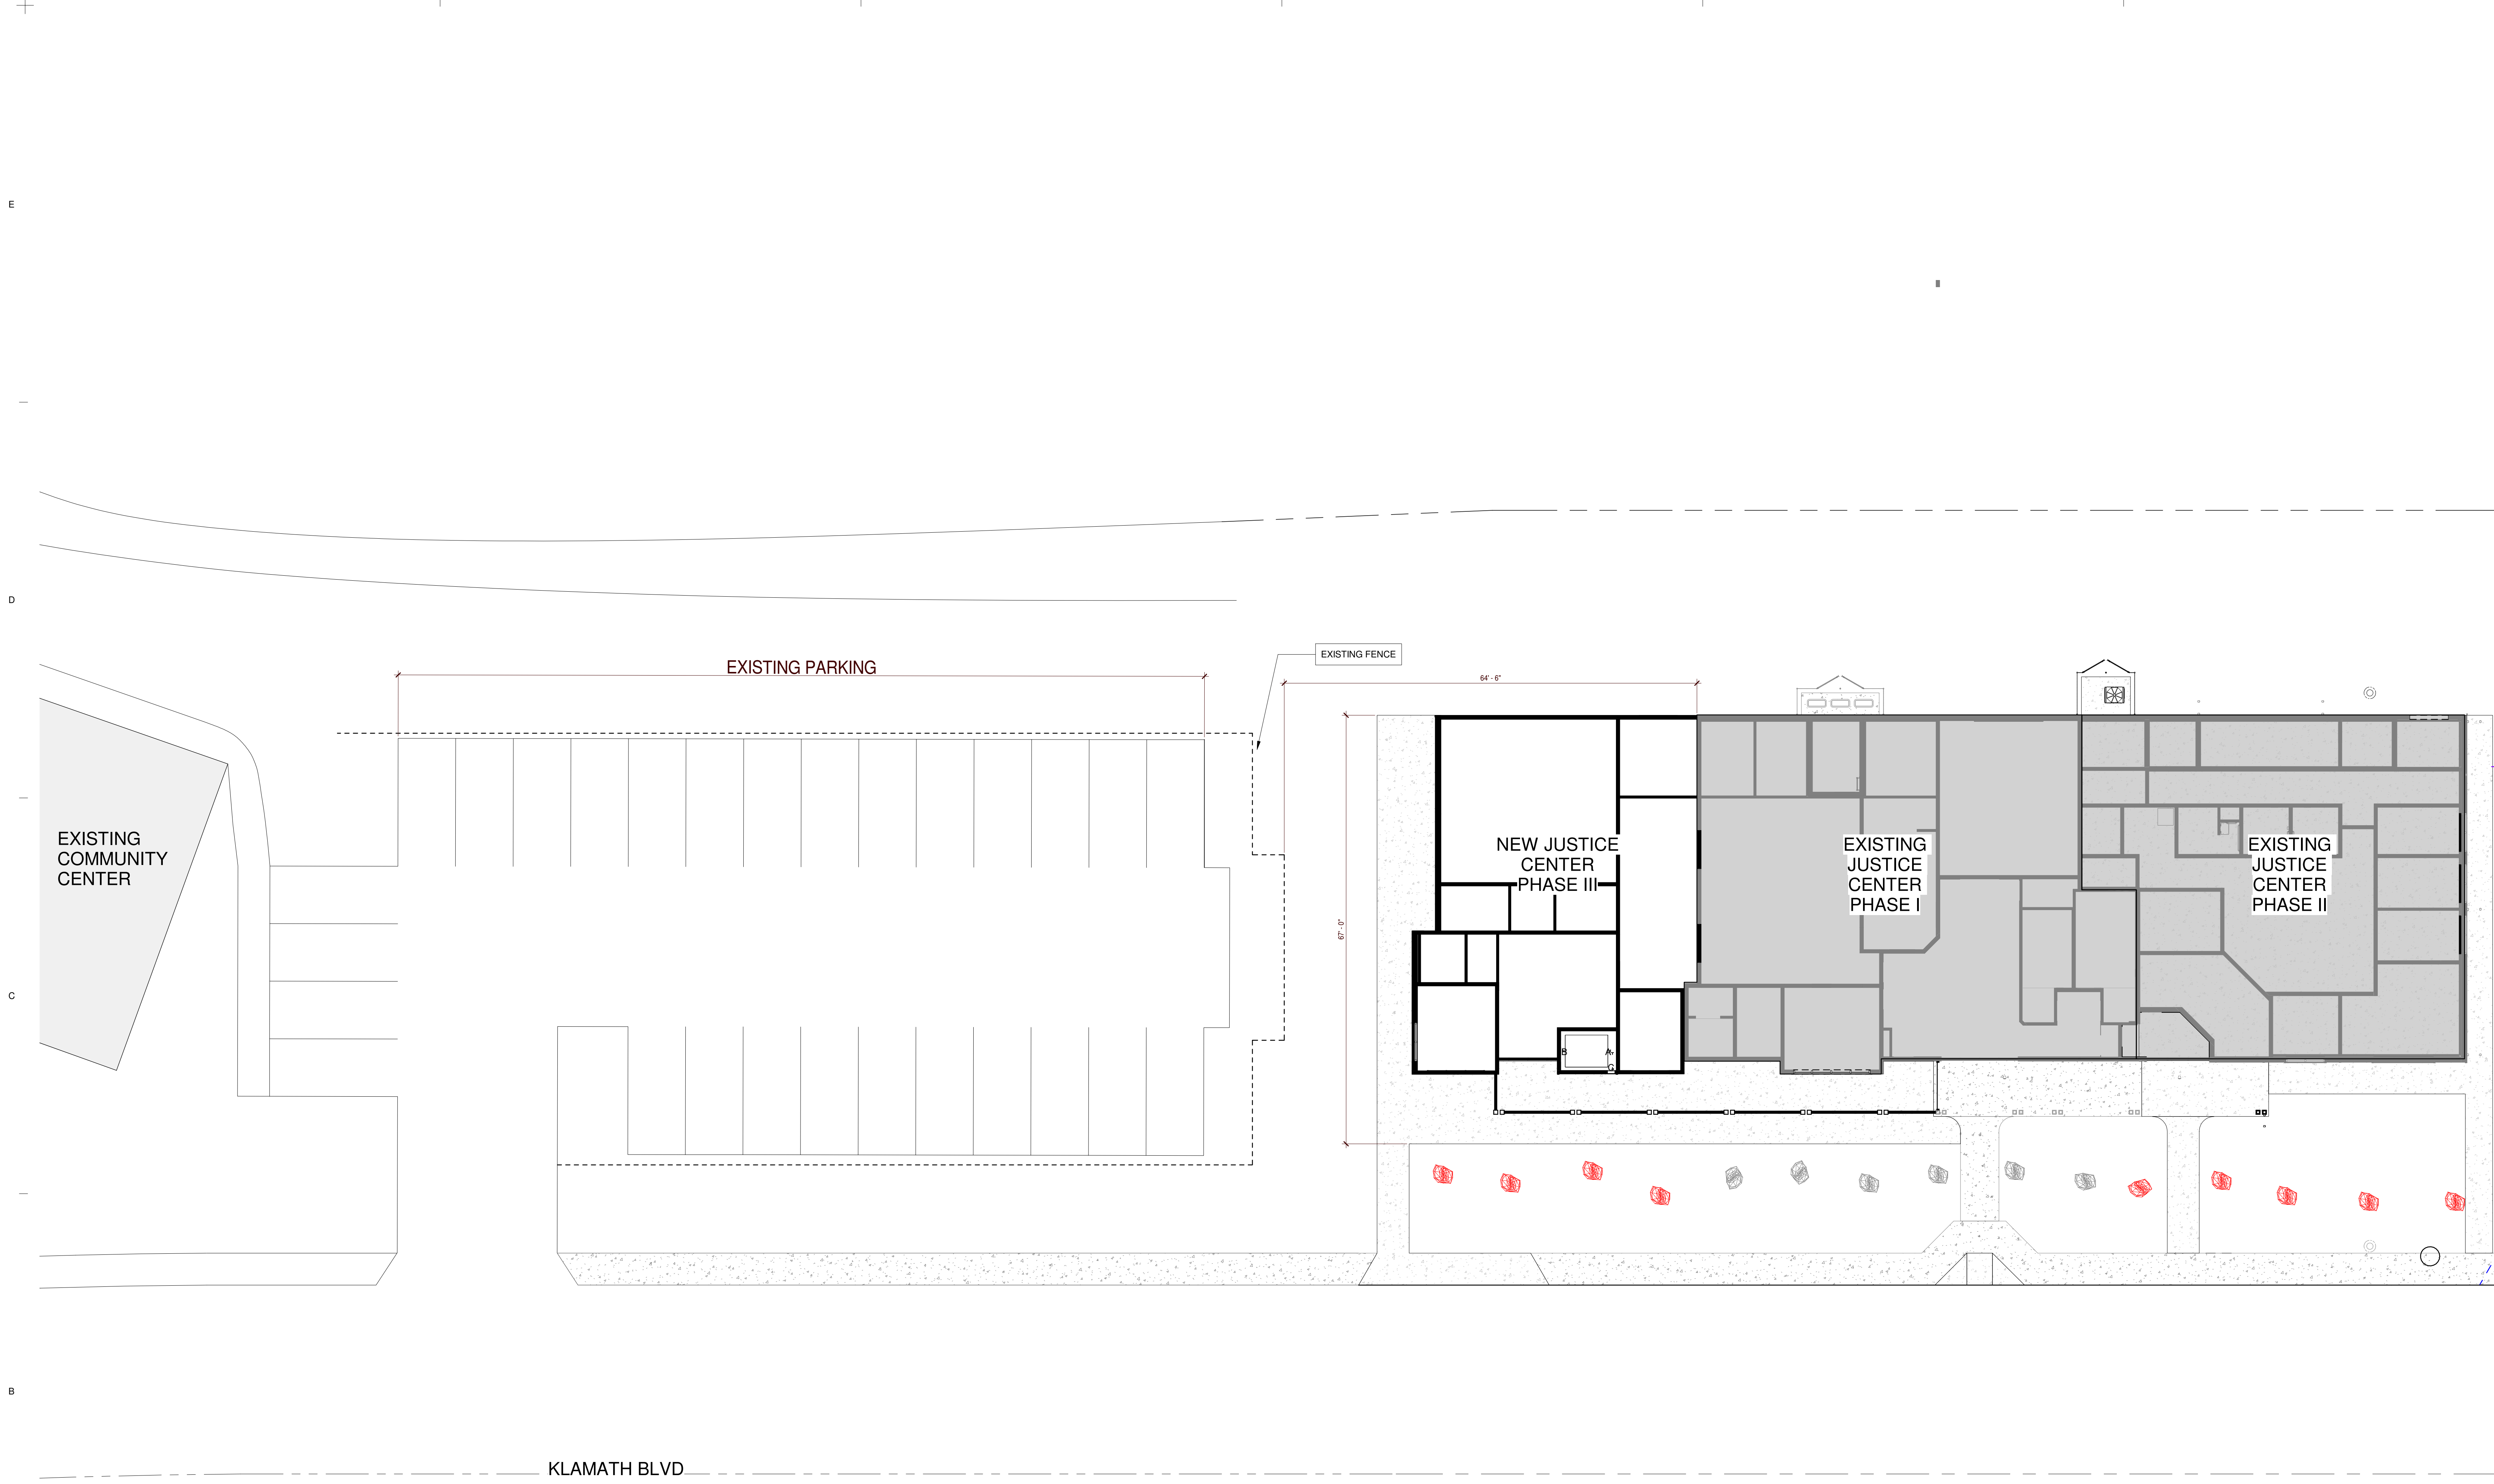 E
D
EXISTING PARKING
EXISTING FENCE
64' - 6"
EXISTING
COMMUNITY
CENTER
NEW JUSTICE
CENTER
PHASE III
EXISTING
JUSTICE
CENTER
PHASE I
EXISTING
JUSTICE
CENTER
PHASE II
67' - 0"
C
B
A
G
B
KLAMATH BLVD